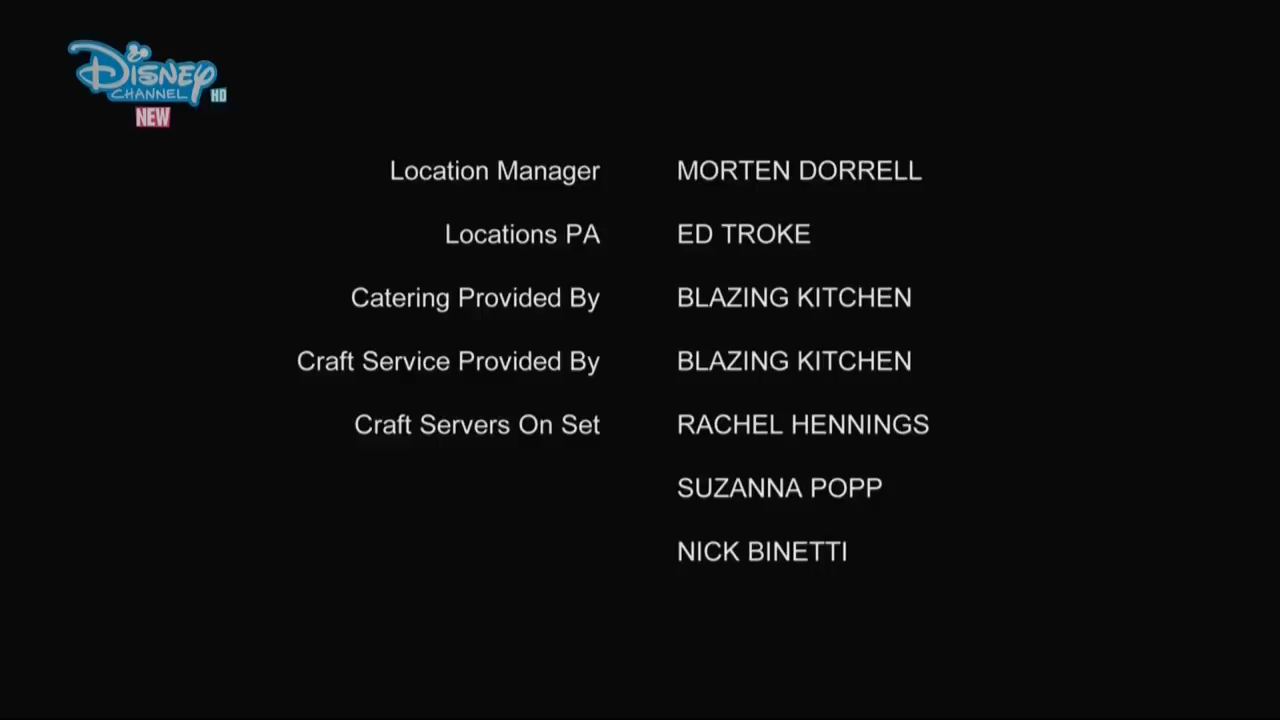 Disney
CHANNEL HD
NEW
Location Manager MORTEN DORRELL
Locations PA ED TROKE
Catering Provided By BLAZING KITCHEN
Craft Service Provided By BLAZING KITCHEN
Craft Servers On Set RACHEL HENNINGS
SUZANNA POPP
NICK BINETTI